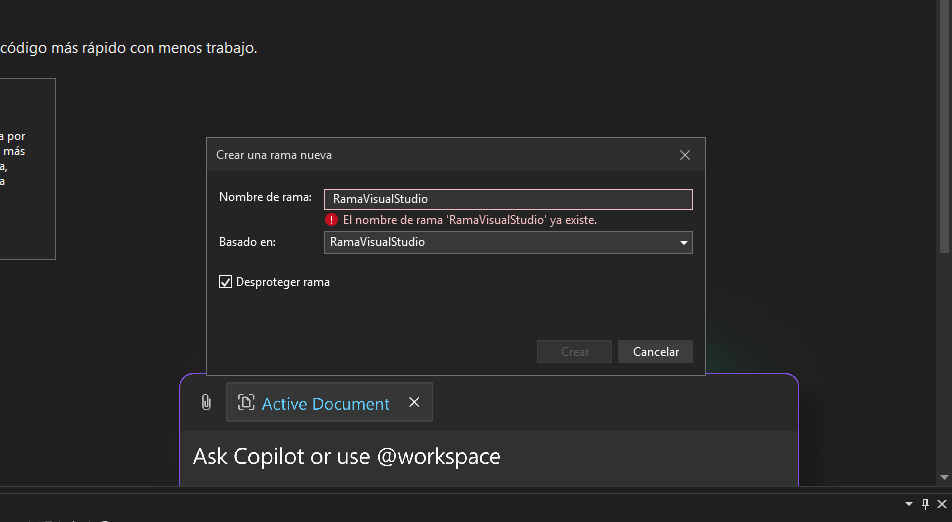 código más rápido con menos trabajo.
a por
más
a,
a
Crear una rama nueva
Nombre de rama: RamaVisualStudio
El nombre de rama 'RamaVisualStudio' ya existe.
Basado en: RamaVisualStudio
Desproteger rama
Crear Cancelar
Active Document
Ask Copilot or use @workspace